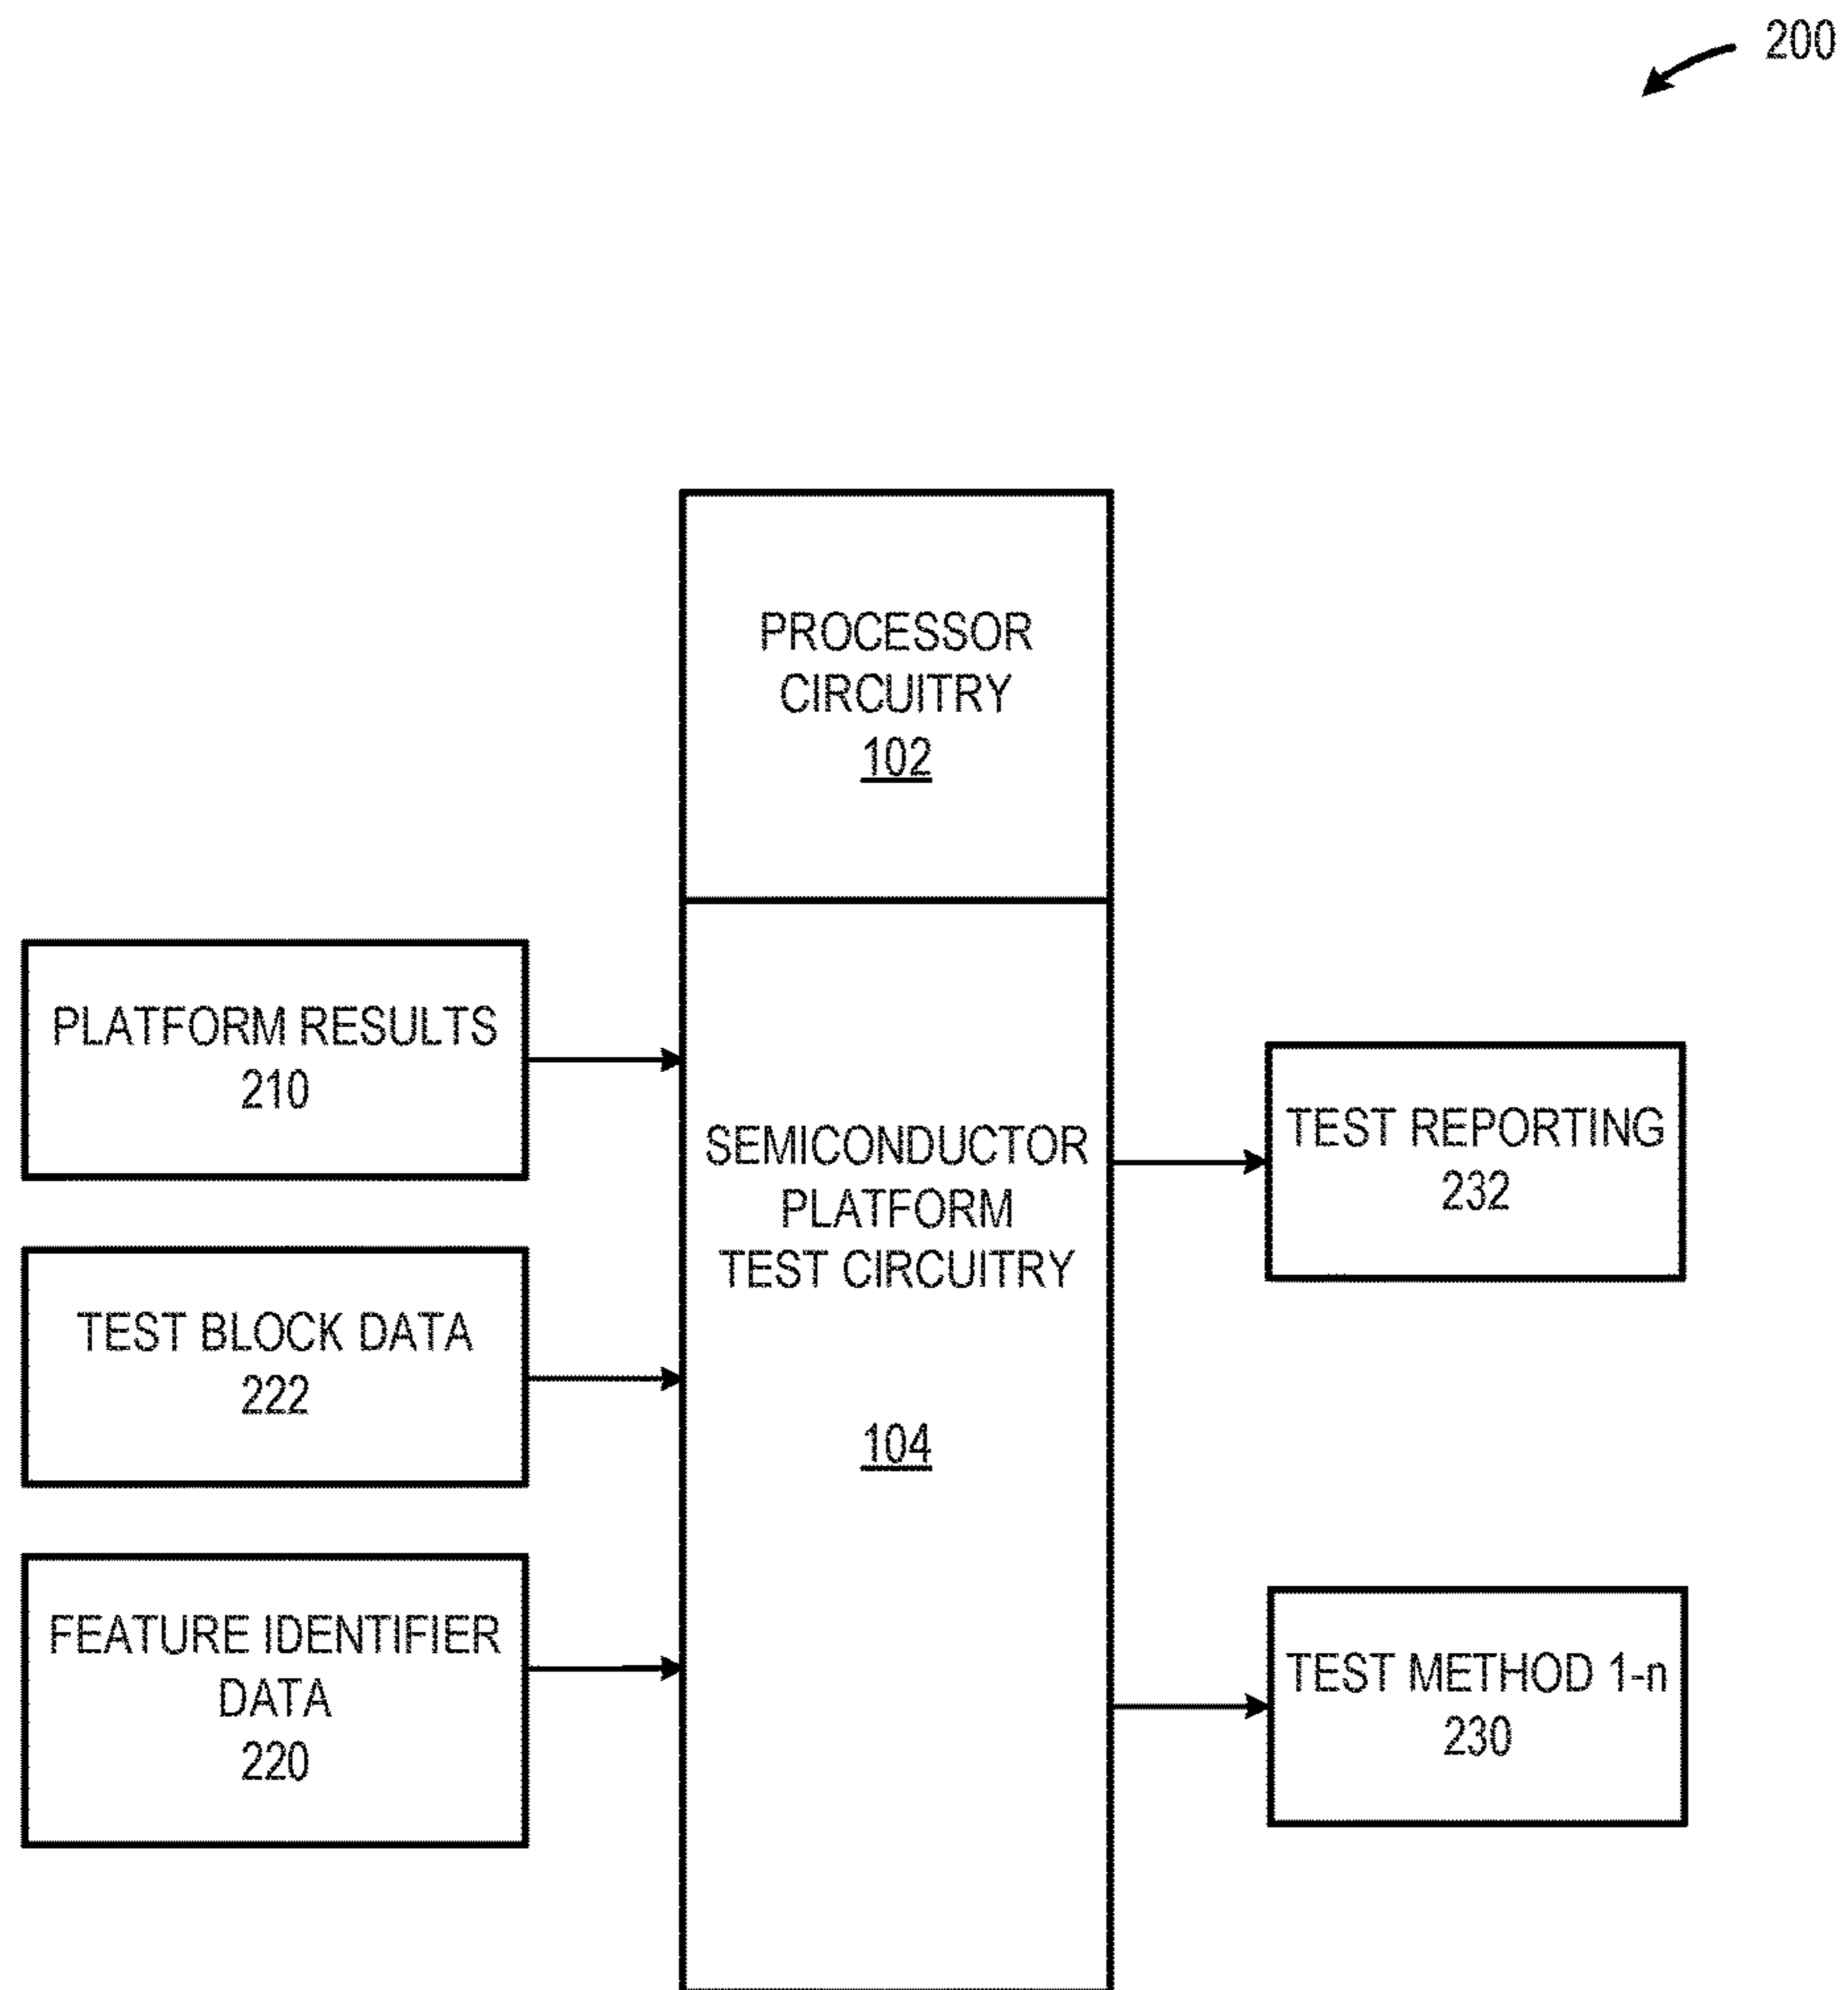 200
PROCESSOR
CIRCUITRY
102
PLATFORM RESULTS
210
TEST BLOCK DATA
222
FEATURE IDENTIFIER
DATA
220
SEMICONDUCTOR
PLATFORM
TEST CIRCUITRY
104
TEST REPORTING
232
TEST METHOD 1-n
230